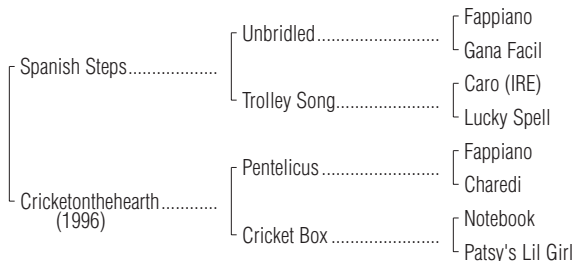 Fappiano
Unbridled
Gana Facil
Spanish Steps
Caro (IRE)
Trolley Song
Lucky Spell
Fappiano
Pentelicus
Charedi
Cricketonthehearth
(1996)
Notebook
Cricket Box
Patsy's Lil Girl